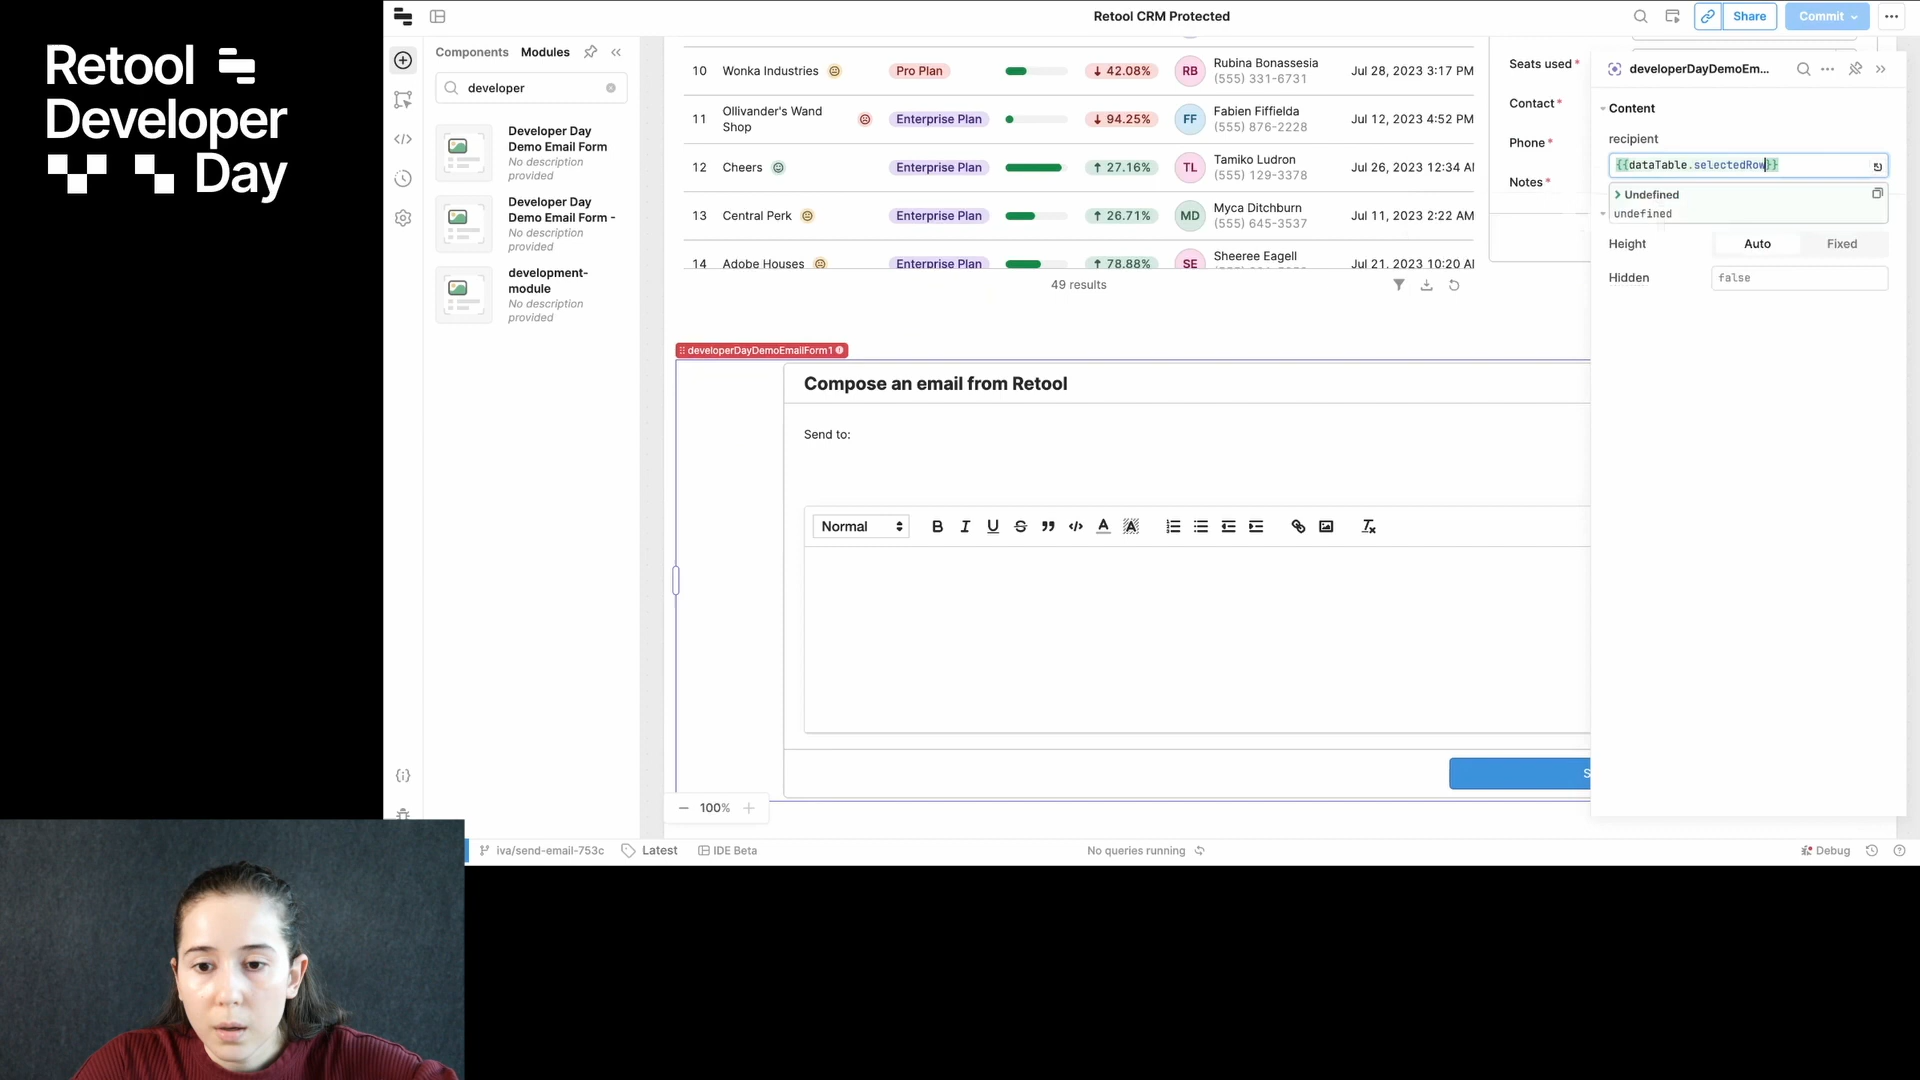 Retool
Developer
Day
Retool CRM Protected
Share
Commit
Components
Modules
developer
Developer Day
Demo Email Form
No description
provided
Developer Day
Demo Email Form -
No description
provided
development-
module
No description
provided
10 Wonka Industries Pro Plan ↓ 42.08% RB Rubina Bonassesia Jul 28, 2023 3:17 PM
(555) 331-6731
11 Ollivander's Wand Enterprise Plan ↓ 94.25% FF Fabien Fiffielda Jul 12, 2023 4:52 PM
Shop (555) 876-2228
12 Cheers Enterprise Plan ↑ 27.16% TL Tamiko Ludron Jul 26, 2023 12:34 AM
(555) 129-3378
13 Central Perk Enterprise Plan ↑ 26.71% MD Myca Ditchburn Jul 11, 2023 2:22 AM
(555) 645-3537
14 Adobe Houses Enterprise Plan ↑ 78.88% SE Sheeree Eagell Jul 21, 2023 10:20 AM
49 results
Seats used *
Contact *
Phone *
Notes *
developerDayDemoEm...
Content
recipient
{{dataTable.selectedRow}}
Undefined
undefined
Height Auto Fixed
Hidden false
developerDayDemoEmailForm1
Compose an email from Retool
Send to:
Normal
100%
iva/send-email-753c
Latest
IDE Beta
No queries running
Debug